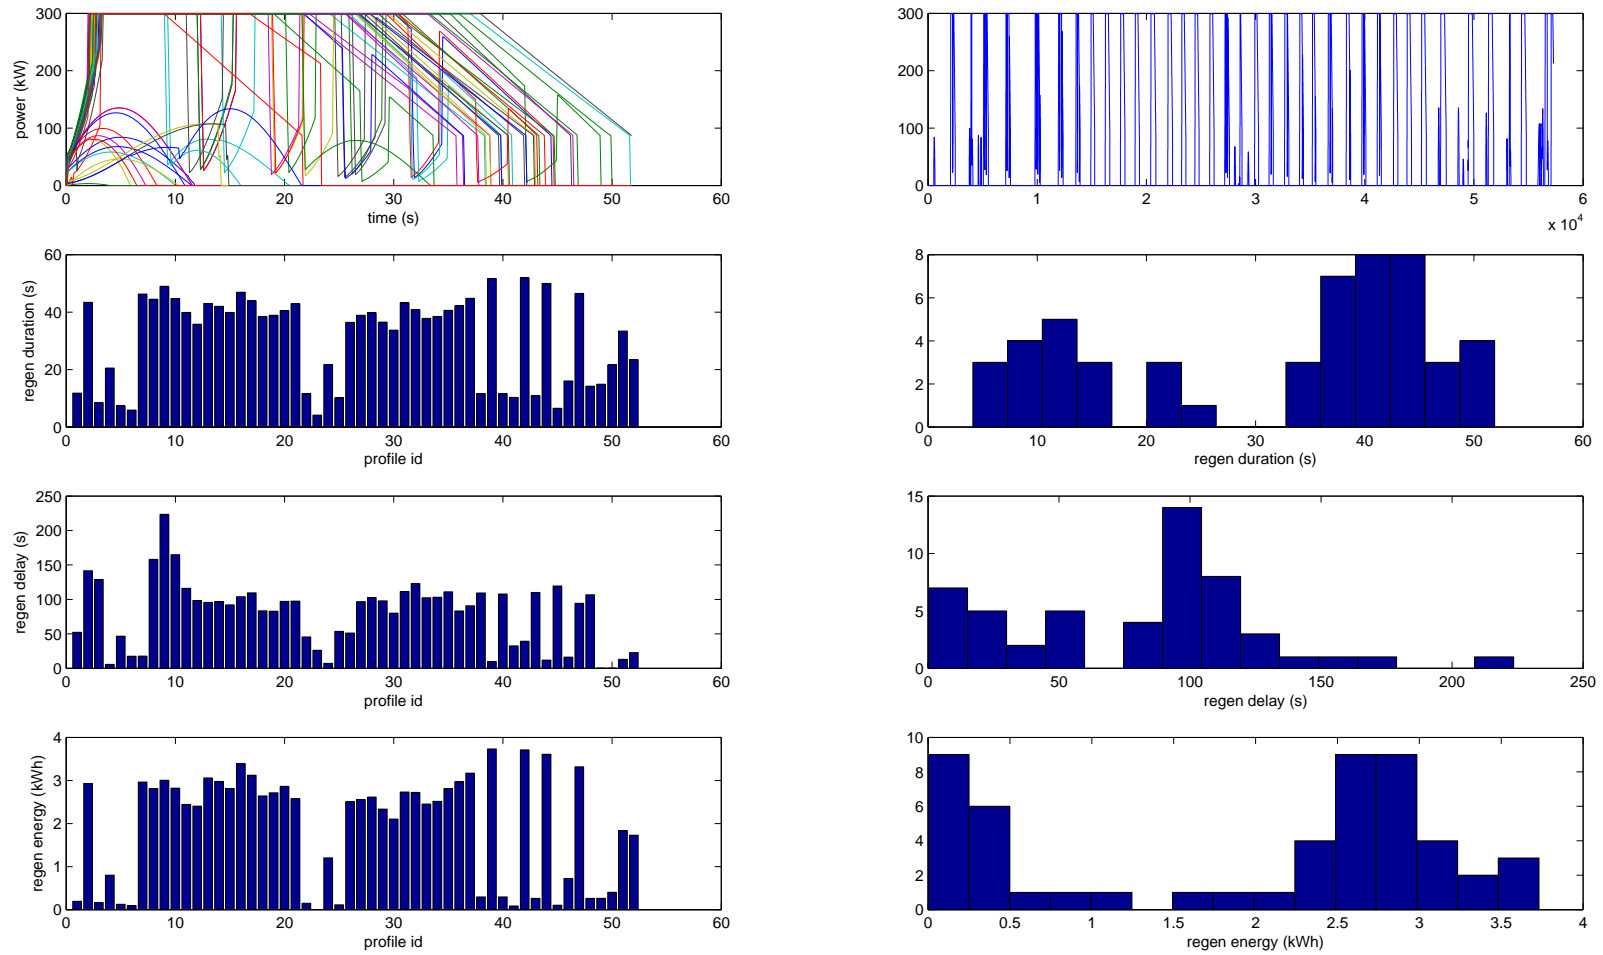 300
200
100
0
power (kW)
0 10 20 30 40 50 60
time (s)
300
200
100
0
0 1 2 3 4 5 6
x 10^4
60
40
20
0
regen duration (s)
0 10 20 30 40 50 60
profile id
8
6
4
2
0
0 10 20 30 40 50 60
regen duration (s)
250
200
150
100
50
0
regen delay (s)
0 10 20 30 40 50 60
profile id
15
10
5
0
0 50 100 150 200 250
regen delay (s)
4
3
2
1
0
regen energy (kWh)
0 10 20 30 40 50 60
profile id
10
8
6
4
2
0
0 0.5 1 1.5 2 2.5 3 3.5 4
regen energy (kWh)